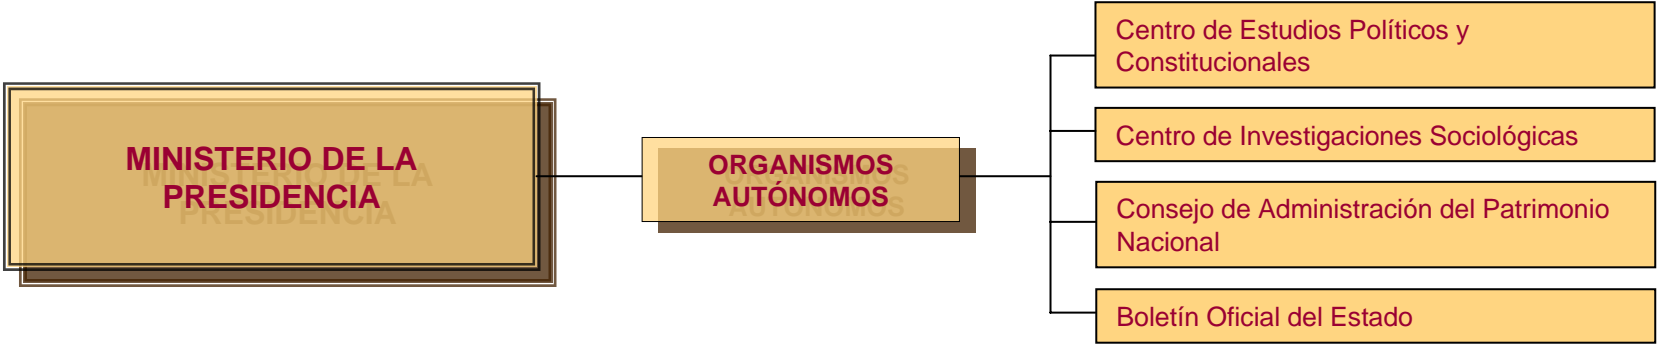 MINISTERIO DE LA
PRESIDENCIA
ORGANISMOS
AUTÓNOMOS
Centro de Estudios Políticos y
Constitucionales
Centro de Investigaciones Sociológicas
Consejo de Administración del Patrimonio
Nacional
Boletín Oficial del Estado